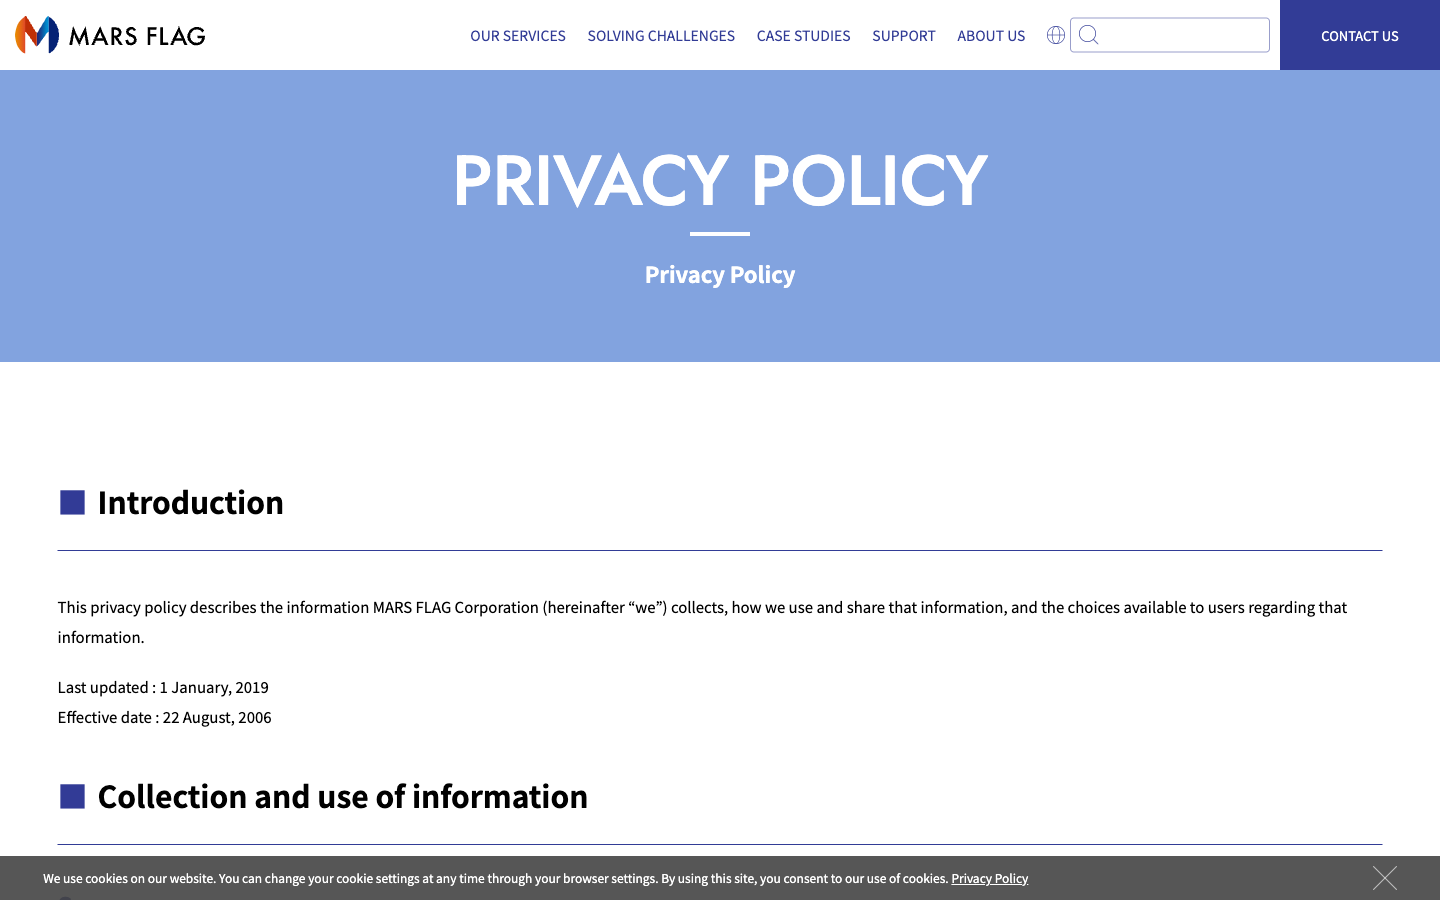 MARS FLAG
OUR SERVICES SOLVING CHALLENGES CASE STUDIES SUPPORT ABOUT US CONTACT US
PRIVACY POLICY
Privacy Policy
Introduction
This privacy policy describes the information MARS FLAG Corporation (hereinafter “we”) collects, how we use and share that information, and the choices available to users regarding that
information.
Last updated : 1 January, 2019
Effective date : 22 August, 2006
Collection and use of information
We use cookies on our website. You can change your cookie settings at any time through your browser settings. By using this site, you consent to our use of cookies. Privacy Policy